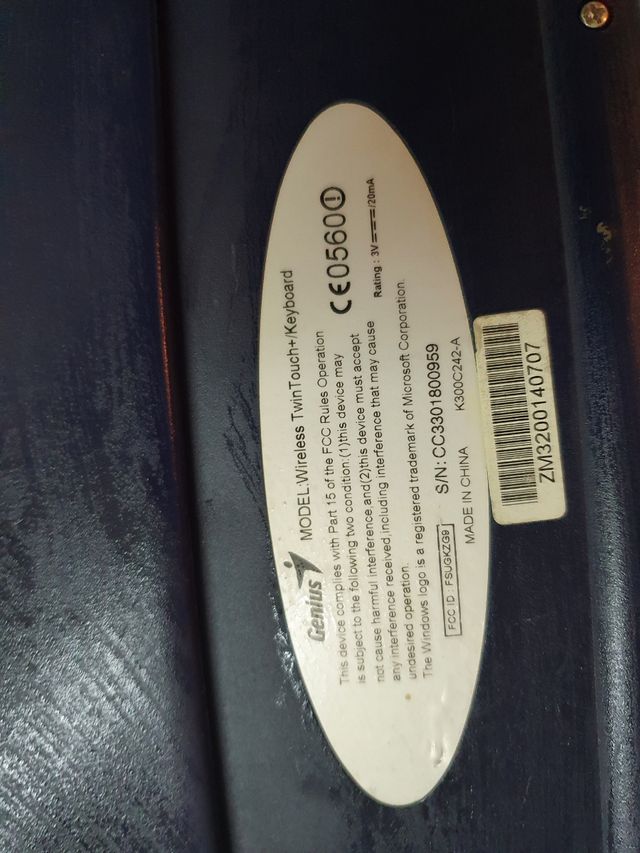 Genius MODEL:Wireless TwinTouch+/Keyboard
This device complies with Part 15 of the FCC Rules Operation
is subject to the following two condition:(1)this device may
not cause harmful interference,and(2)this device must accept
any interference received,including interference that may cause
undesired operation.
The Windows logo is a registered trademark of Microsoft Corporation.
CE0560
Rating : 3V /20mA
FCC ID : FSUGKZG9
S/N: CC3301800959
MADE IN CHINA
K300C242-A
ZM3200140707